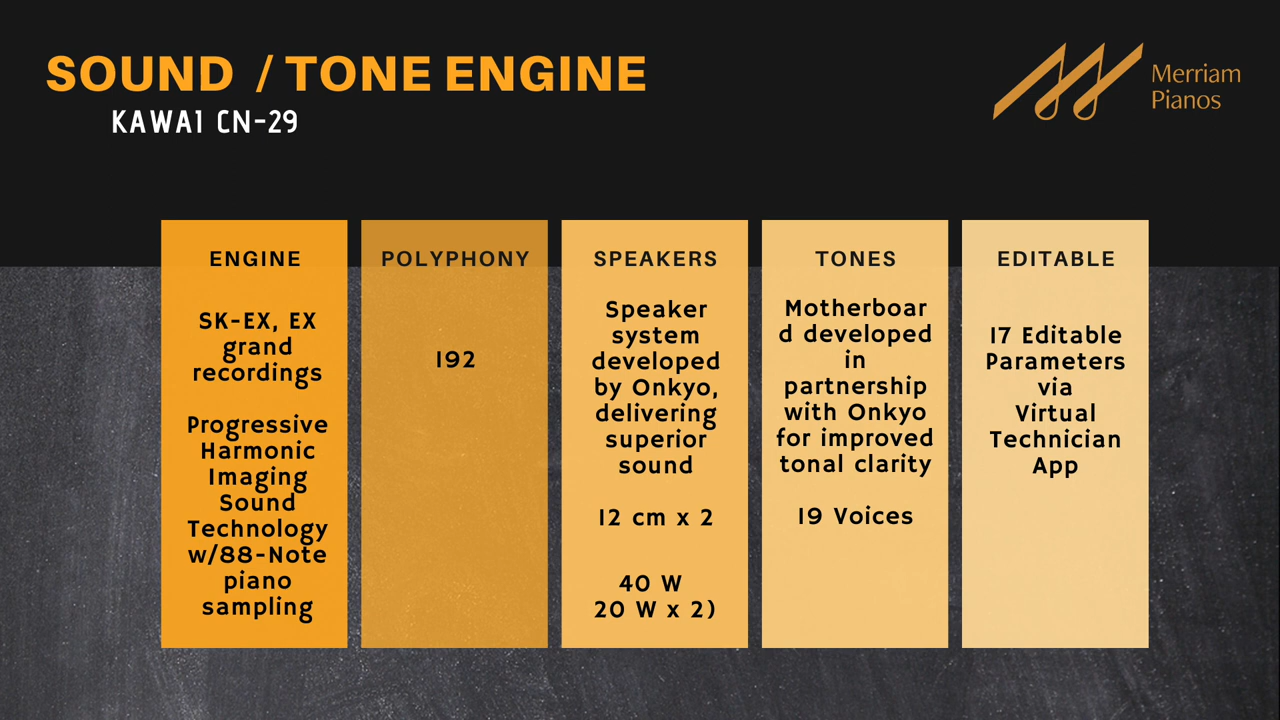 SOUND / TONE ENGINE
KAWAI CN-29
Merriam
Pianos
ENGINE
SK-EX, EX
grand
recordings
Progressive
Harmonic
Imaging
Sound
Technology
w/88-Note
piano
sampling
POLYPHONY
192
SPEAKERS
Speaker
system
developed
by Onkyo,
delivering
superior
sound
12 cm x 2
40 W
20 W x 2)
TONES
Motherboar
d developed
in
partnership
with Onkyo
for improved
tonal clarity
19 Voices
EDITABLE
17 Editable
Parameters
via
Virtual
Technician
App